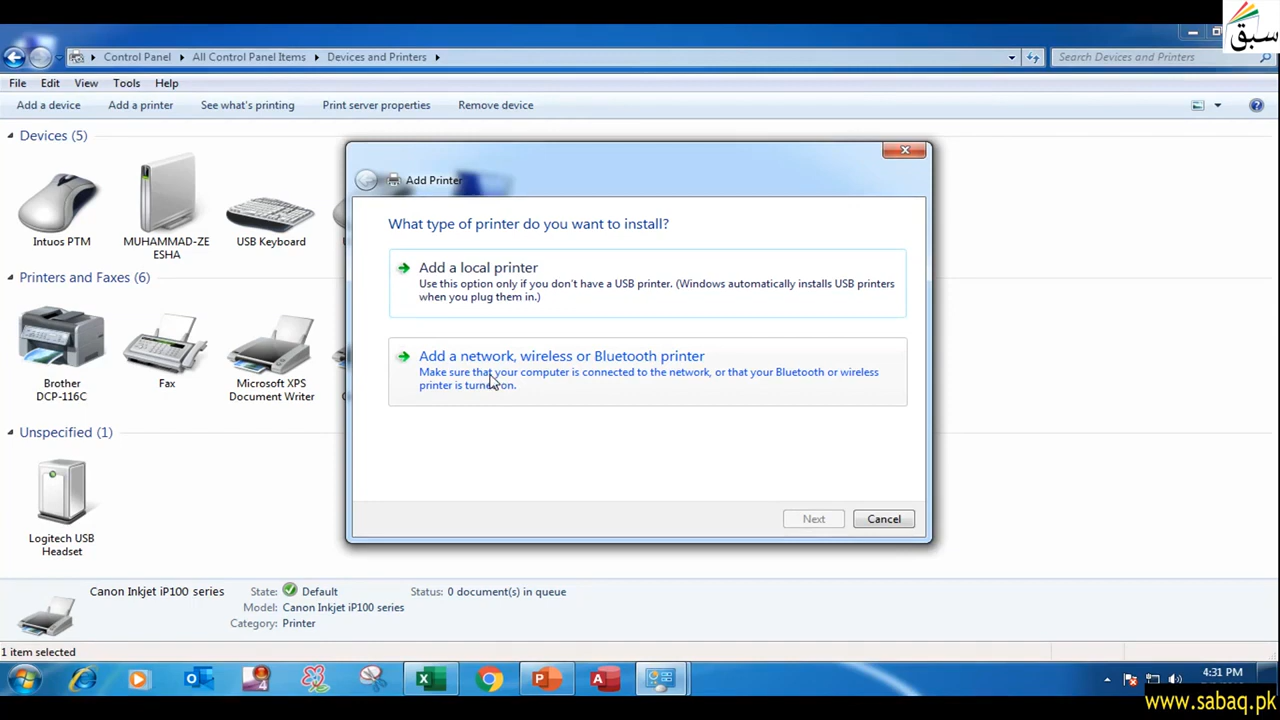 سبق
Control Panel
All Control Panel Items
Devices and Printers
Search Devices and Printers
File Edit View Tools Help
Add a device Add a printer See what's printing Print server properties Remove device
Devices (5)
Intuos PTM
MUHAMMAD-ZE
ESHA
USB Keyboard
Printers and Faxes (6)
Brother
DCP-116C
Fax
Microsoft XPS
Document Writer
Unspecified (1)
Logitech USB
Headset
Add Printer
What type of printer do you want to install?
Add a local printer
Use this option only if you don't have a USB printer. (Windows automatically installs USB printers
when you plug them in.)
Add a network, wireless or Bluetooth printer
Make sure that your computer is connected to the network, or that your Bluetooth or wireless
printer is turned on.
Next Cancel
Canon Inkjet iP100 series
State: Default
Status: 0 document(s) in queue
Model: Canon Inkjet iP100 series
Category: Printer
1 item selected
4:31 PM
www.sabaq.pk